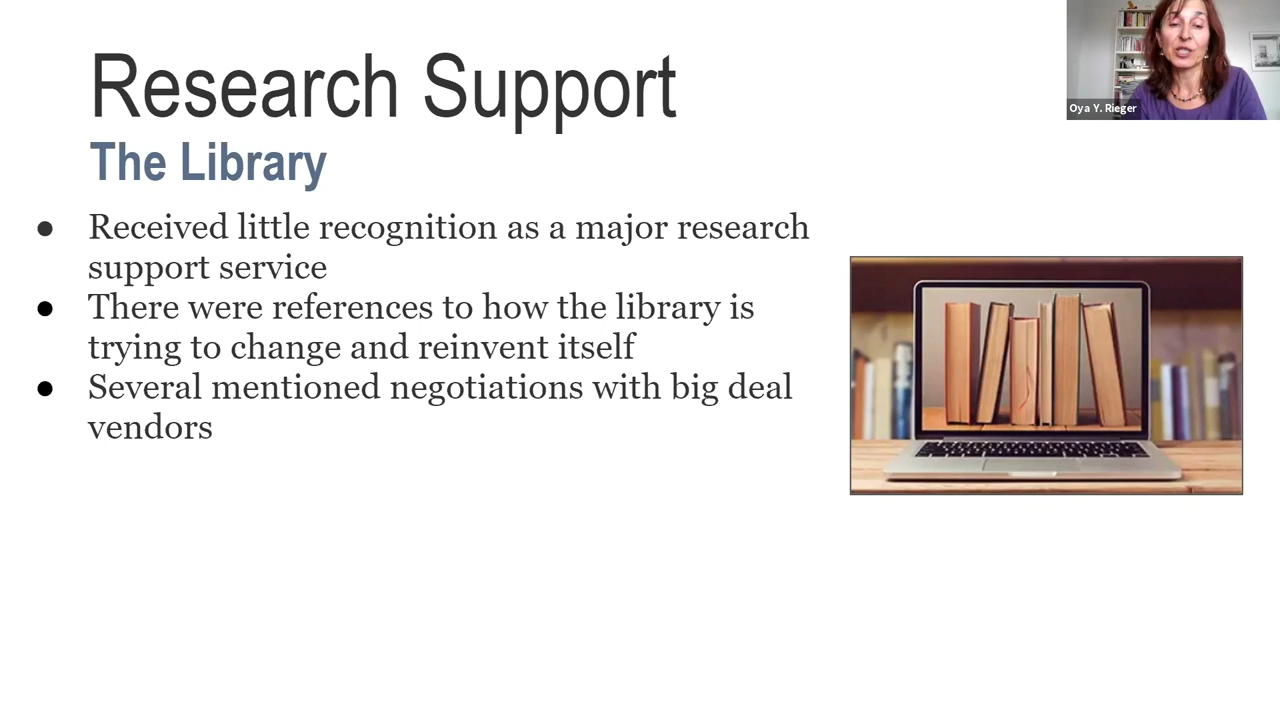 Research Support
The Library
● Received little recognition as a major research
support service
● There were references to how the library is
trying to change and reinvent itself
● Several mentioned negotiations with big deal
vendors
Oya Y. Rieger